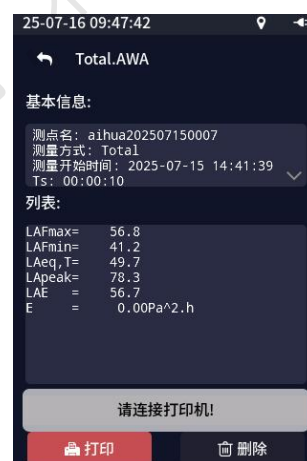 25-07-16 09:47:42
Total.AWA
基本信息:
测点名: aihua202507150007
测量方式: Total
测量开始时间: 2025-07-15 14:41:39
Ts: 00:00:10
列表:
LAFmax= 56.8
LAFmin= 41.2
LAeq,T= 49.7
LApeak= 78.3
LAE = 56.7
E = 0.00Pa^2.h
请连接打印机!
打印 删除